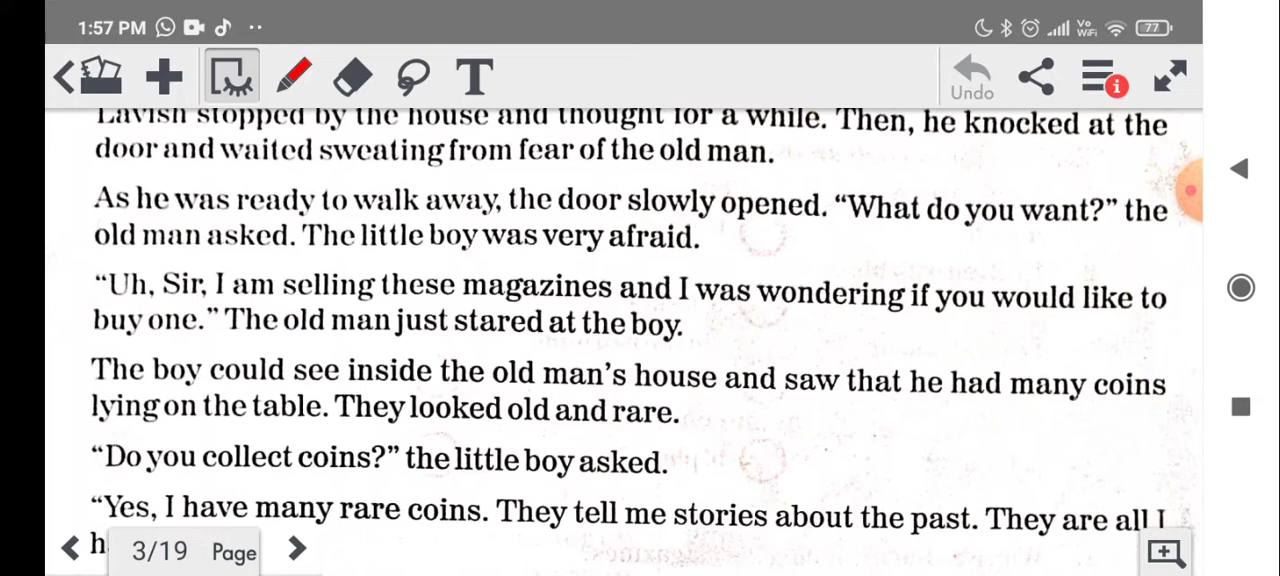 1:57 PM
Vo WiFi 77
T
Undo
Lavish stopped by the house and thought for a while. Then, he knocked at the
door and waited sweating from fear of the old man.
As he was ready to walk away, the door slowly opened. “What do you want?” the
old man asked. The little boy was very afraid.
“Uh, Sir, I am selling these magazines and I was wondering if you would like to
buy one.” The old man just stared at the boy.
The boy could see inside the old man’s house and saw that he had many coins
lying on the table. They looked old and rare.
“Do you collect coins?” the little boy asked.
“Yes, I have many rare coins. They tell me stories about the past. They are all I
h
3/19 Page